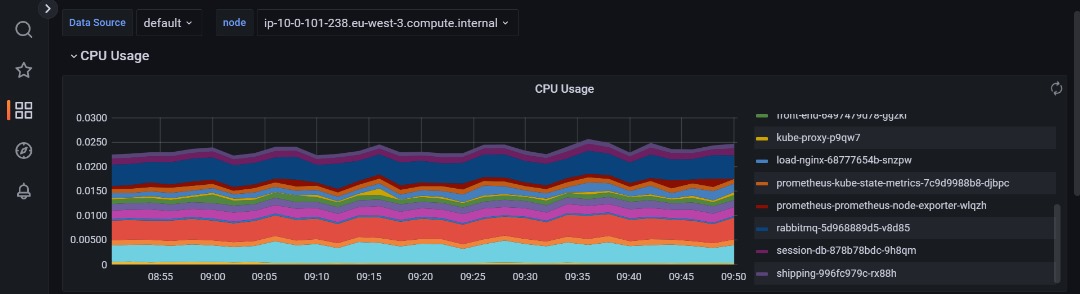 Data Source default node ip-10-0-101-238.eu-west-3.compute.internal
CPU Usage
CPU Usage
0.0300
0.0250
0.0200
0.0150
0.0100
0.00500
0
08:55 09:00 09:05 09:10 09:15 09:20 09:25 09:30 09:35 09:40 09:45 09:50
kube-proxy-p9qw7
load-nginx-68777654b-snzpw
prometheus-kube-state-metrics-7c9d9988b8-djbpc
prometheus-prometheus-node-exporter-wlqzh
rabbitmq-5d968889d5-v8d85
session-db-878b78bdc-9h8qm
shipping-996fc979c-rx88h